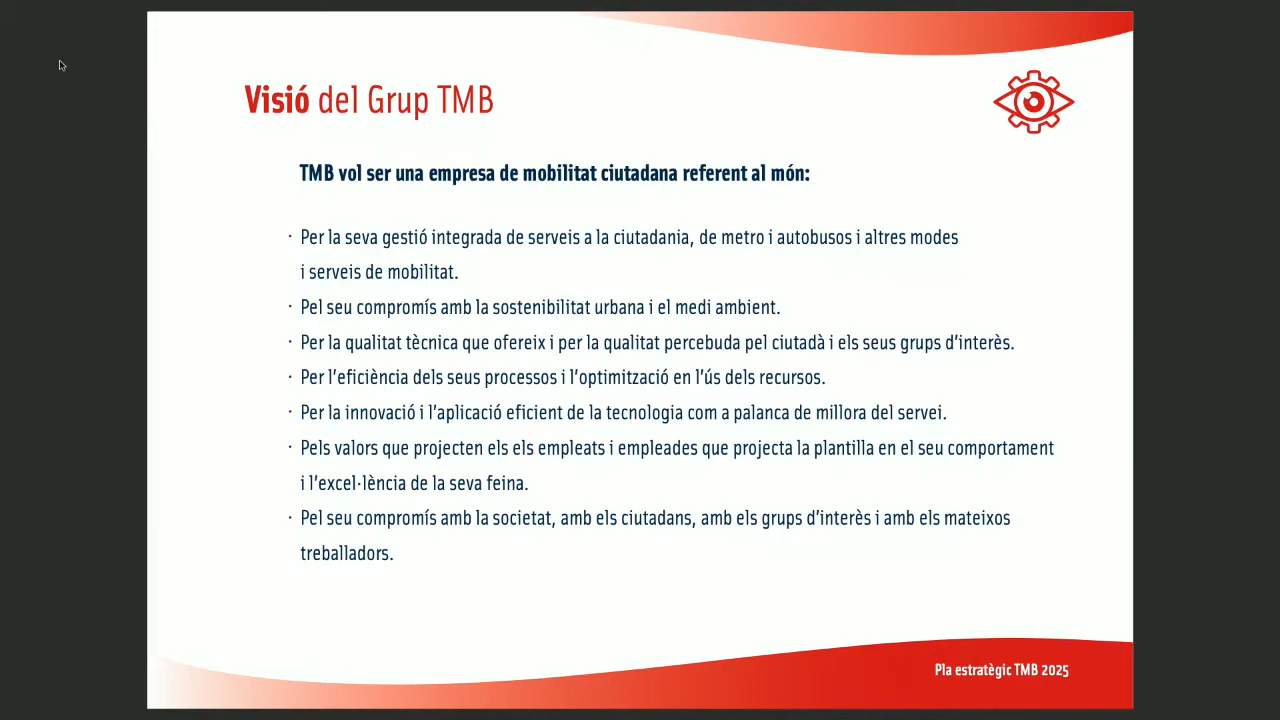 Visió del Grup TMB
TMB vol ser una empresa de mobilitat ciutadana referent al món:
· Per la seva gestió integrada de serveis a la ciutadania, de metro i autobusos i altres modes
i serveis de mobilitat.
· Pel seu compromís amb la sostenibilitat urbana i el medi ambient.
· Per la qualitat tècnica que ofereix i per la qualitat percebuda pel ciutadà i els seus grups d'interès.
· Per l'eficiència dels seus processos i l'optimització en l'ús dels recursos.
· Per la innovació i l'aplicació eficient de la tecnologia com a palanca de millora del servei.
· Pels valors que projecten els els empleats i empleades que projecta la plantilla en el seu comportament
i l'excel·lència de la seva feina.
· Pel seu compromís amb la societat, amb els ciutadans, amb els grups d'interès i amb els mateixos
treballadors.
Pla estratègic TMB 2025